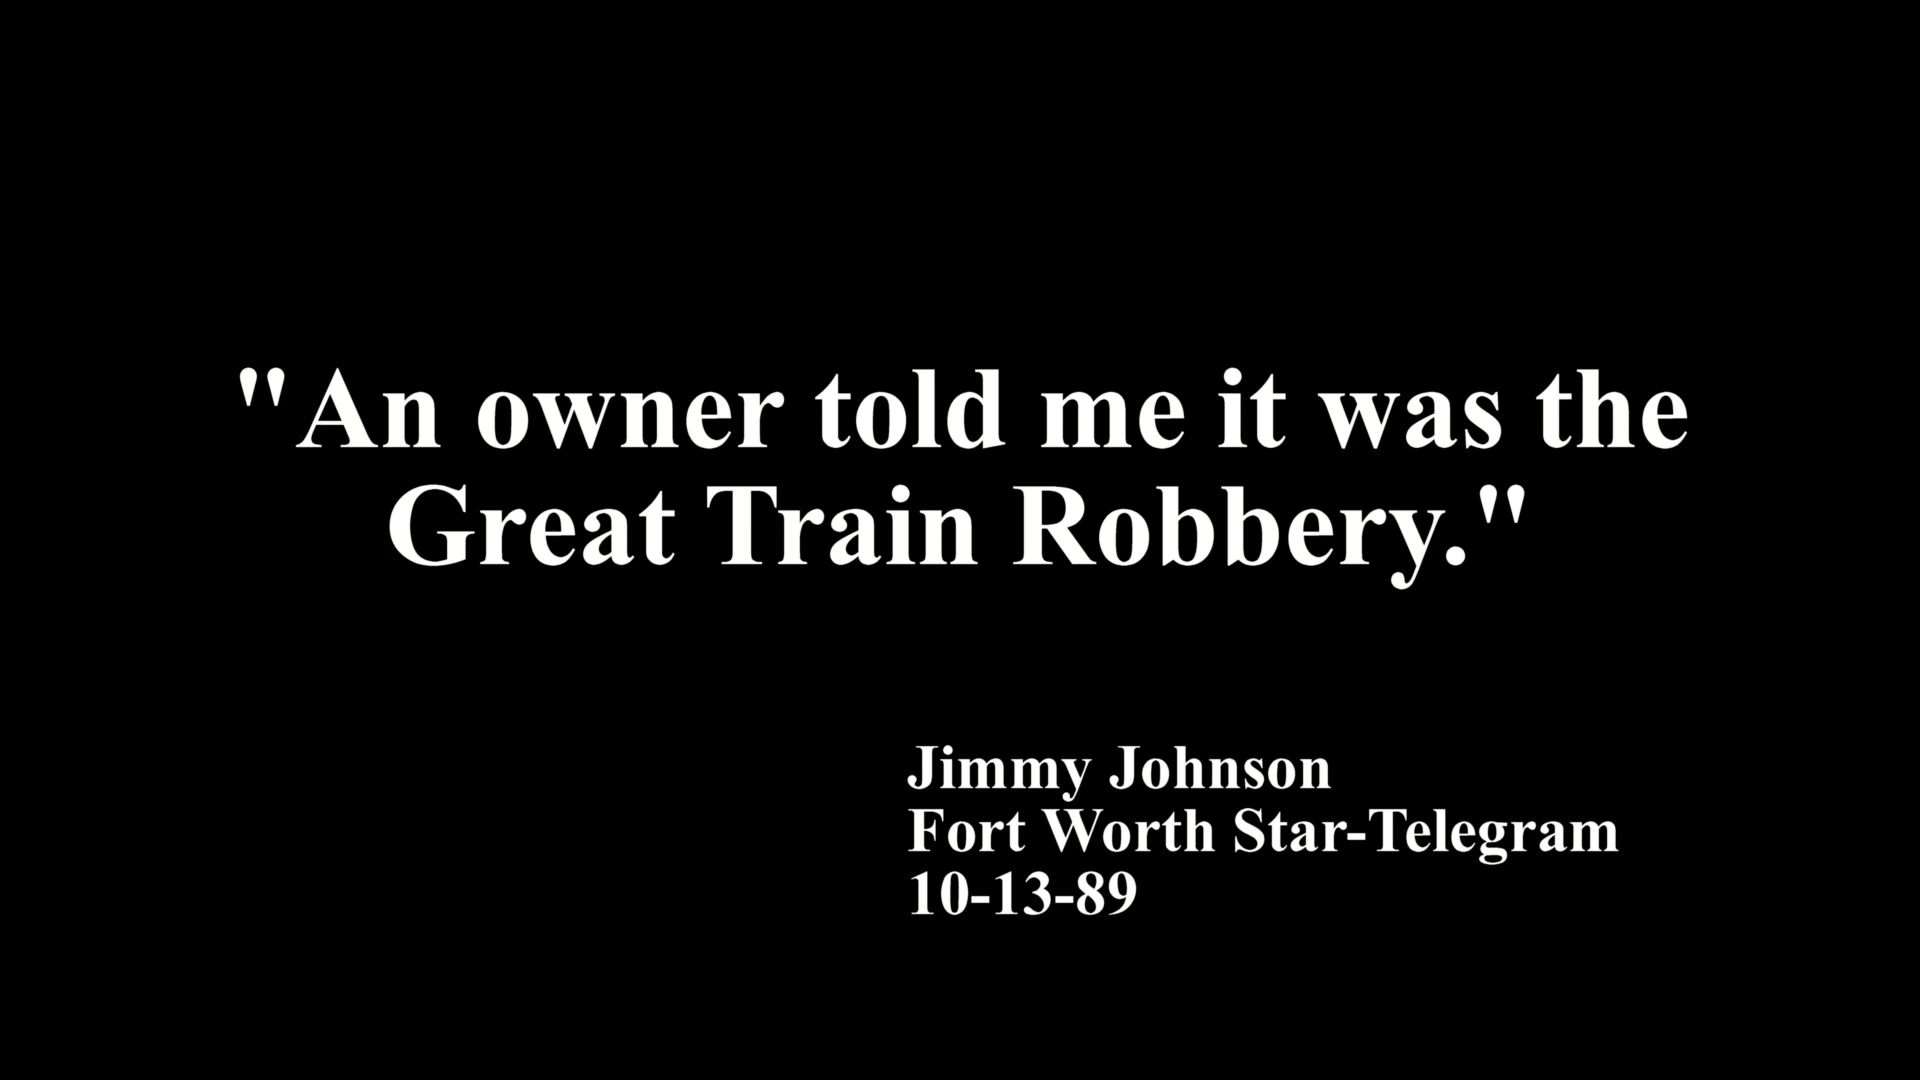 "An owner told me it was the
Great Train Robbery."
Jimmy Johnson
Fort Worth Star-Telegram
10-13-89